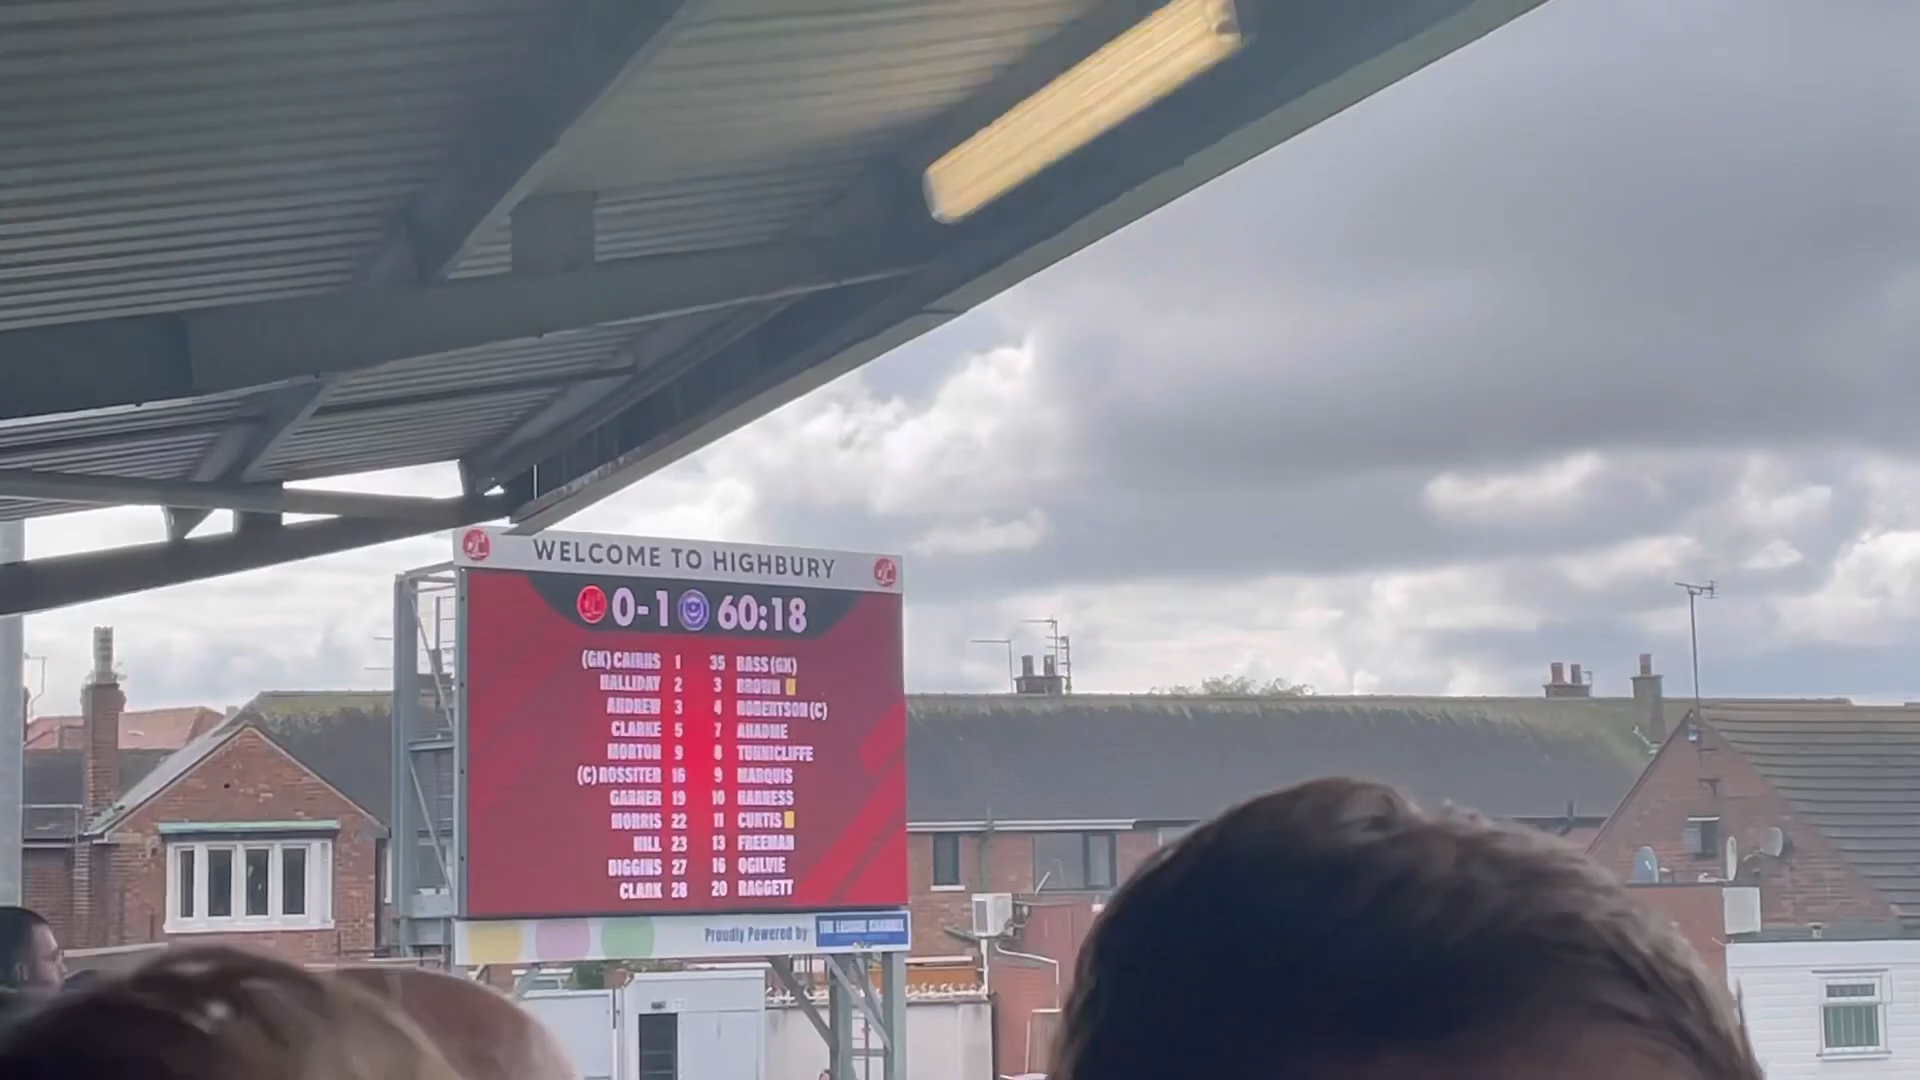 WELCOME TO HIGHBURY
0-1 60:18
(GK) CAIRNS 1 35 BASS (GK)
HALLIDAY 2 3 BROWN
ANDREW 3 4 ROBERTSON (C)
CLARKE 5 7 AHADME
MORTON 9 8 TUNNICLIFFE
(C) ROSSITER 16 9 MARQUIS
GARNER 19 10 HARNESS
MORRIS 22 11 CURTIS
HILL 23 13 FREEMAN
BIGGINS 27 16 OGILVIE
CLARK 28 20 RAGGETT
Proudly Powered by